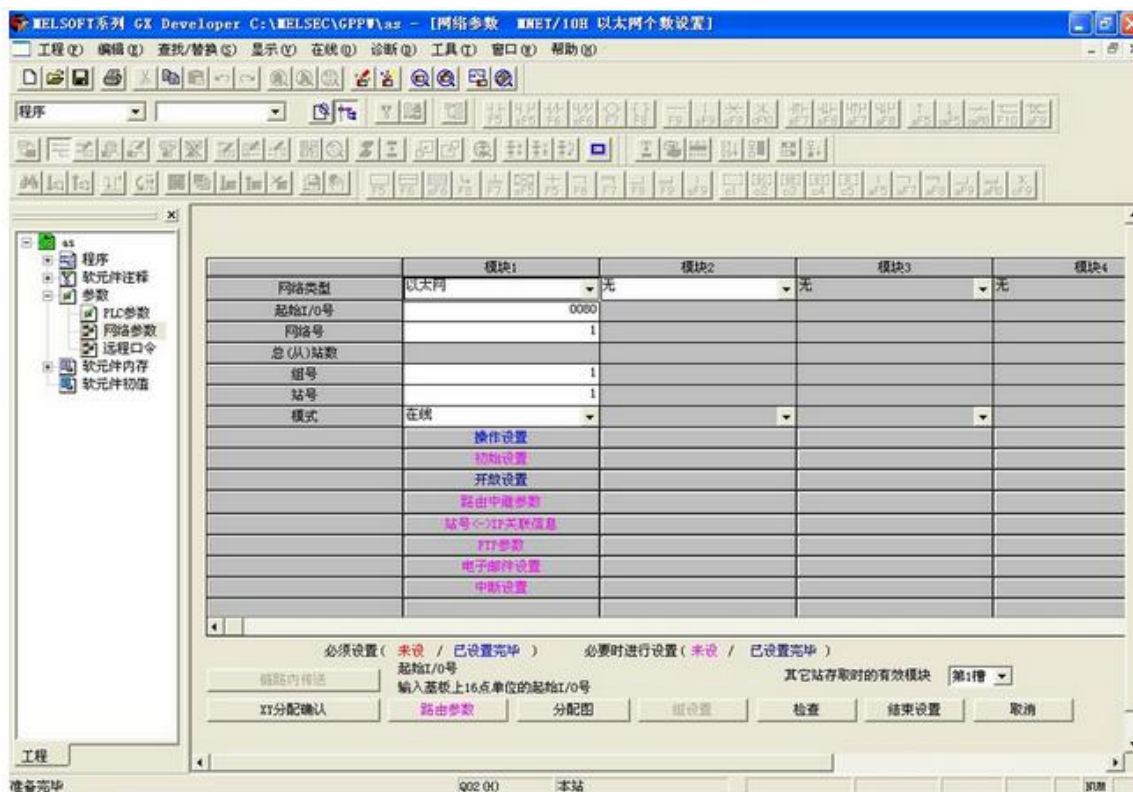 MELSOFT系列 GX Developer C:\MELSEC\GPPW\as - [网络参数 MNET/10H 以太网个数设置]
工程(F) 编辑(E) 查找/替换(S) 显示(V) 在线(O) 诊断(D) 工具(T) 窗口(W) 帮助(H)
程序
as
程序
软元件注释
参数
PLC参数
网络参数
远程口令
软元件内存
软元件初值
模块1 模块2 模块3 模块4
网络类型 以太网 无 无 无
起始I/O号 0080
网络号 1
总(从)站数
组号 1
站号 1
模式 在线
操作设置
初始设置
开放设置
路由中继参数
站号<->IP关联信息
FTP参数
电子邮件设置
中断设置
必须设置( 未设 / 已设置完毕 ) 必要时进行设置( 未设 / 已设置完毕 )
链路内传送 起始I/O号 其它站存取时的有效模块 第1槽
输入基板上16点单位的起始I/O号
XY分配确认 路由参数 分配图 组设置 检查 结束设置 取消
工程
准备完毕 Q02(H) 本站 NUM